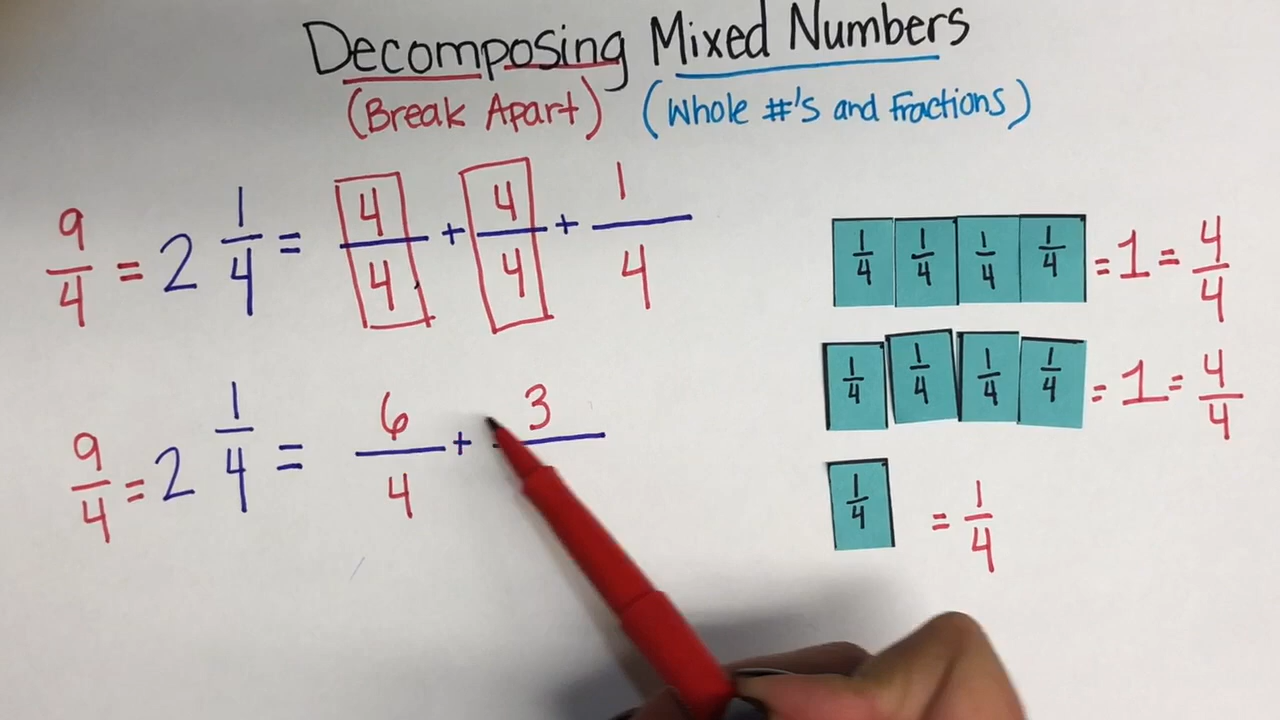 Decomposing Mixed Numbers
(Break Apart) (Whole #'s and Fractions)
9/4 = 2 1/4 = 4/4 + 4/4 + 1/4
1/4 1/4 1/4 1/4 = 1 = 4/4
1/4 1/4 1/4 1/4 = 1 = 4/4
9/4 = 2 1/4 = 6/4 + 3
1/4 = 1/4